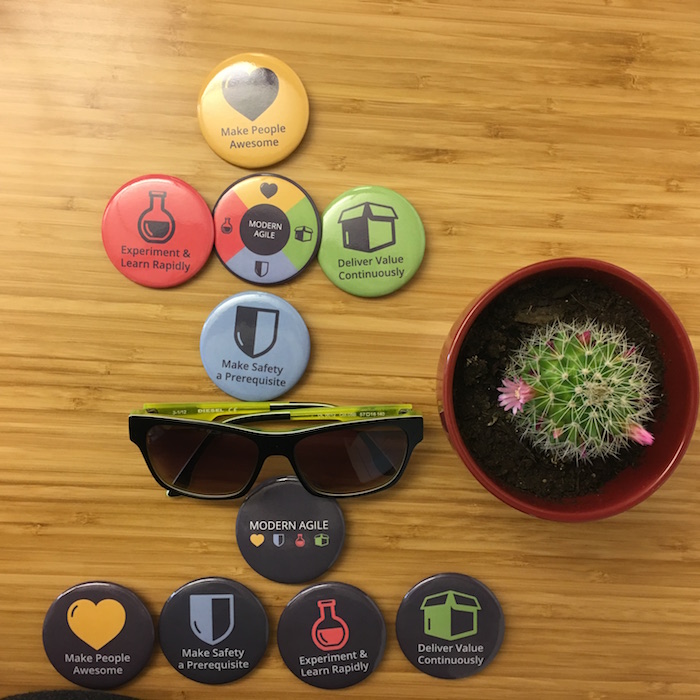 Make People
Awesome
Experiment &
Learn Rapidly
MODERN
AGILE
Deliver Value
Continuously
Make Safety
a Prerequisite
DIESEL
MODERN AGILE
Make People
Awesome
Make Safety
a Prerequisite
Experiment &
Learn Rapidly
Deliver Value
Continuously